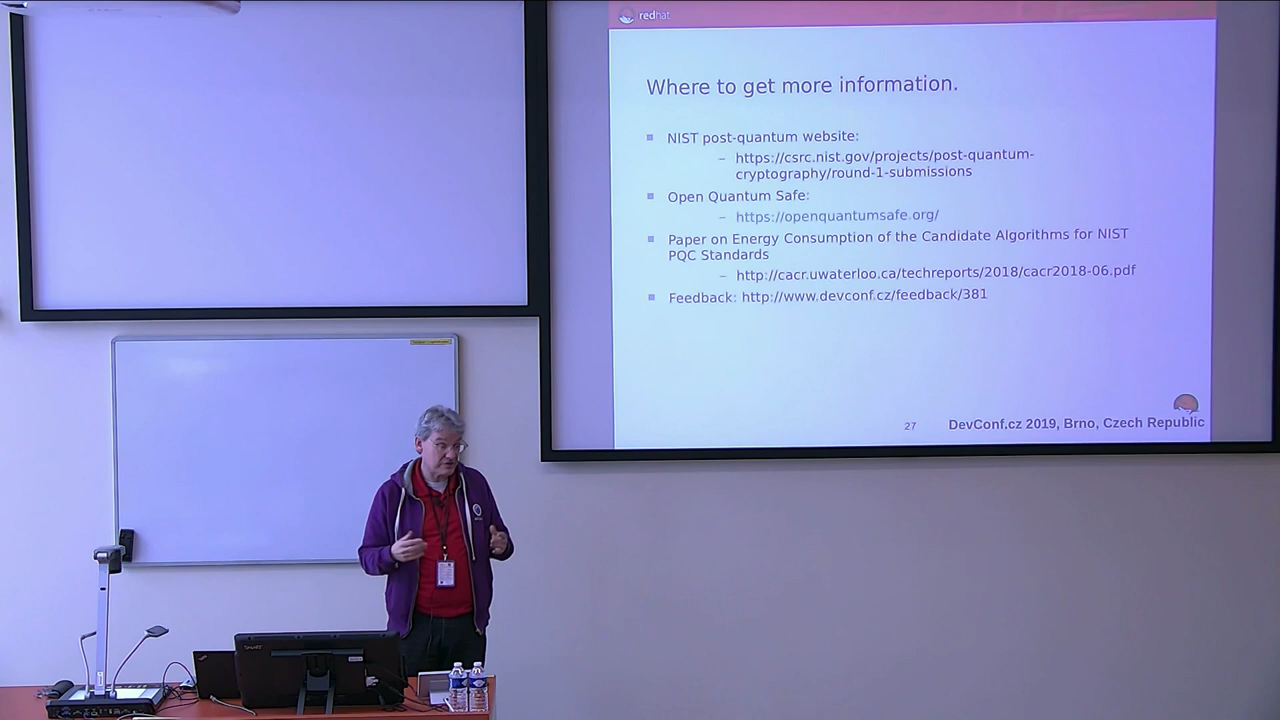 redhat
Where to get more information.
NIST post-quantum website:
– https://csrc.nist.gov/projects/post-quantum-
cryptography/round-1-submissions
Open Quantum Safe:
– https://openquantumsafe.org/
Paper on Energy Consumption of the Candidate Algorithms for NIST
PQC Standards
– http://cacr.uwaterloo.ca/techreports/2018/cacr2018-06.pdf
Feedback: http://www.devconf.cz/feedback/381
27
DevConf.cz 2019, Brno, Czech Republic